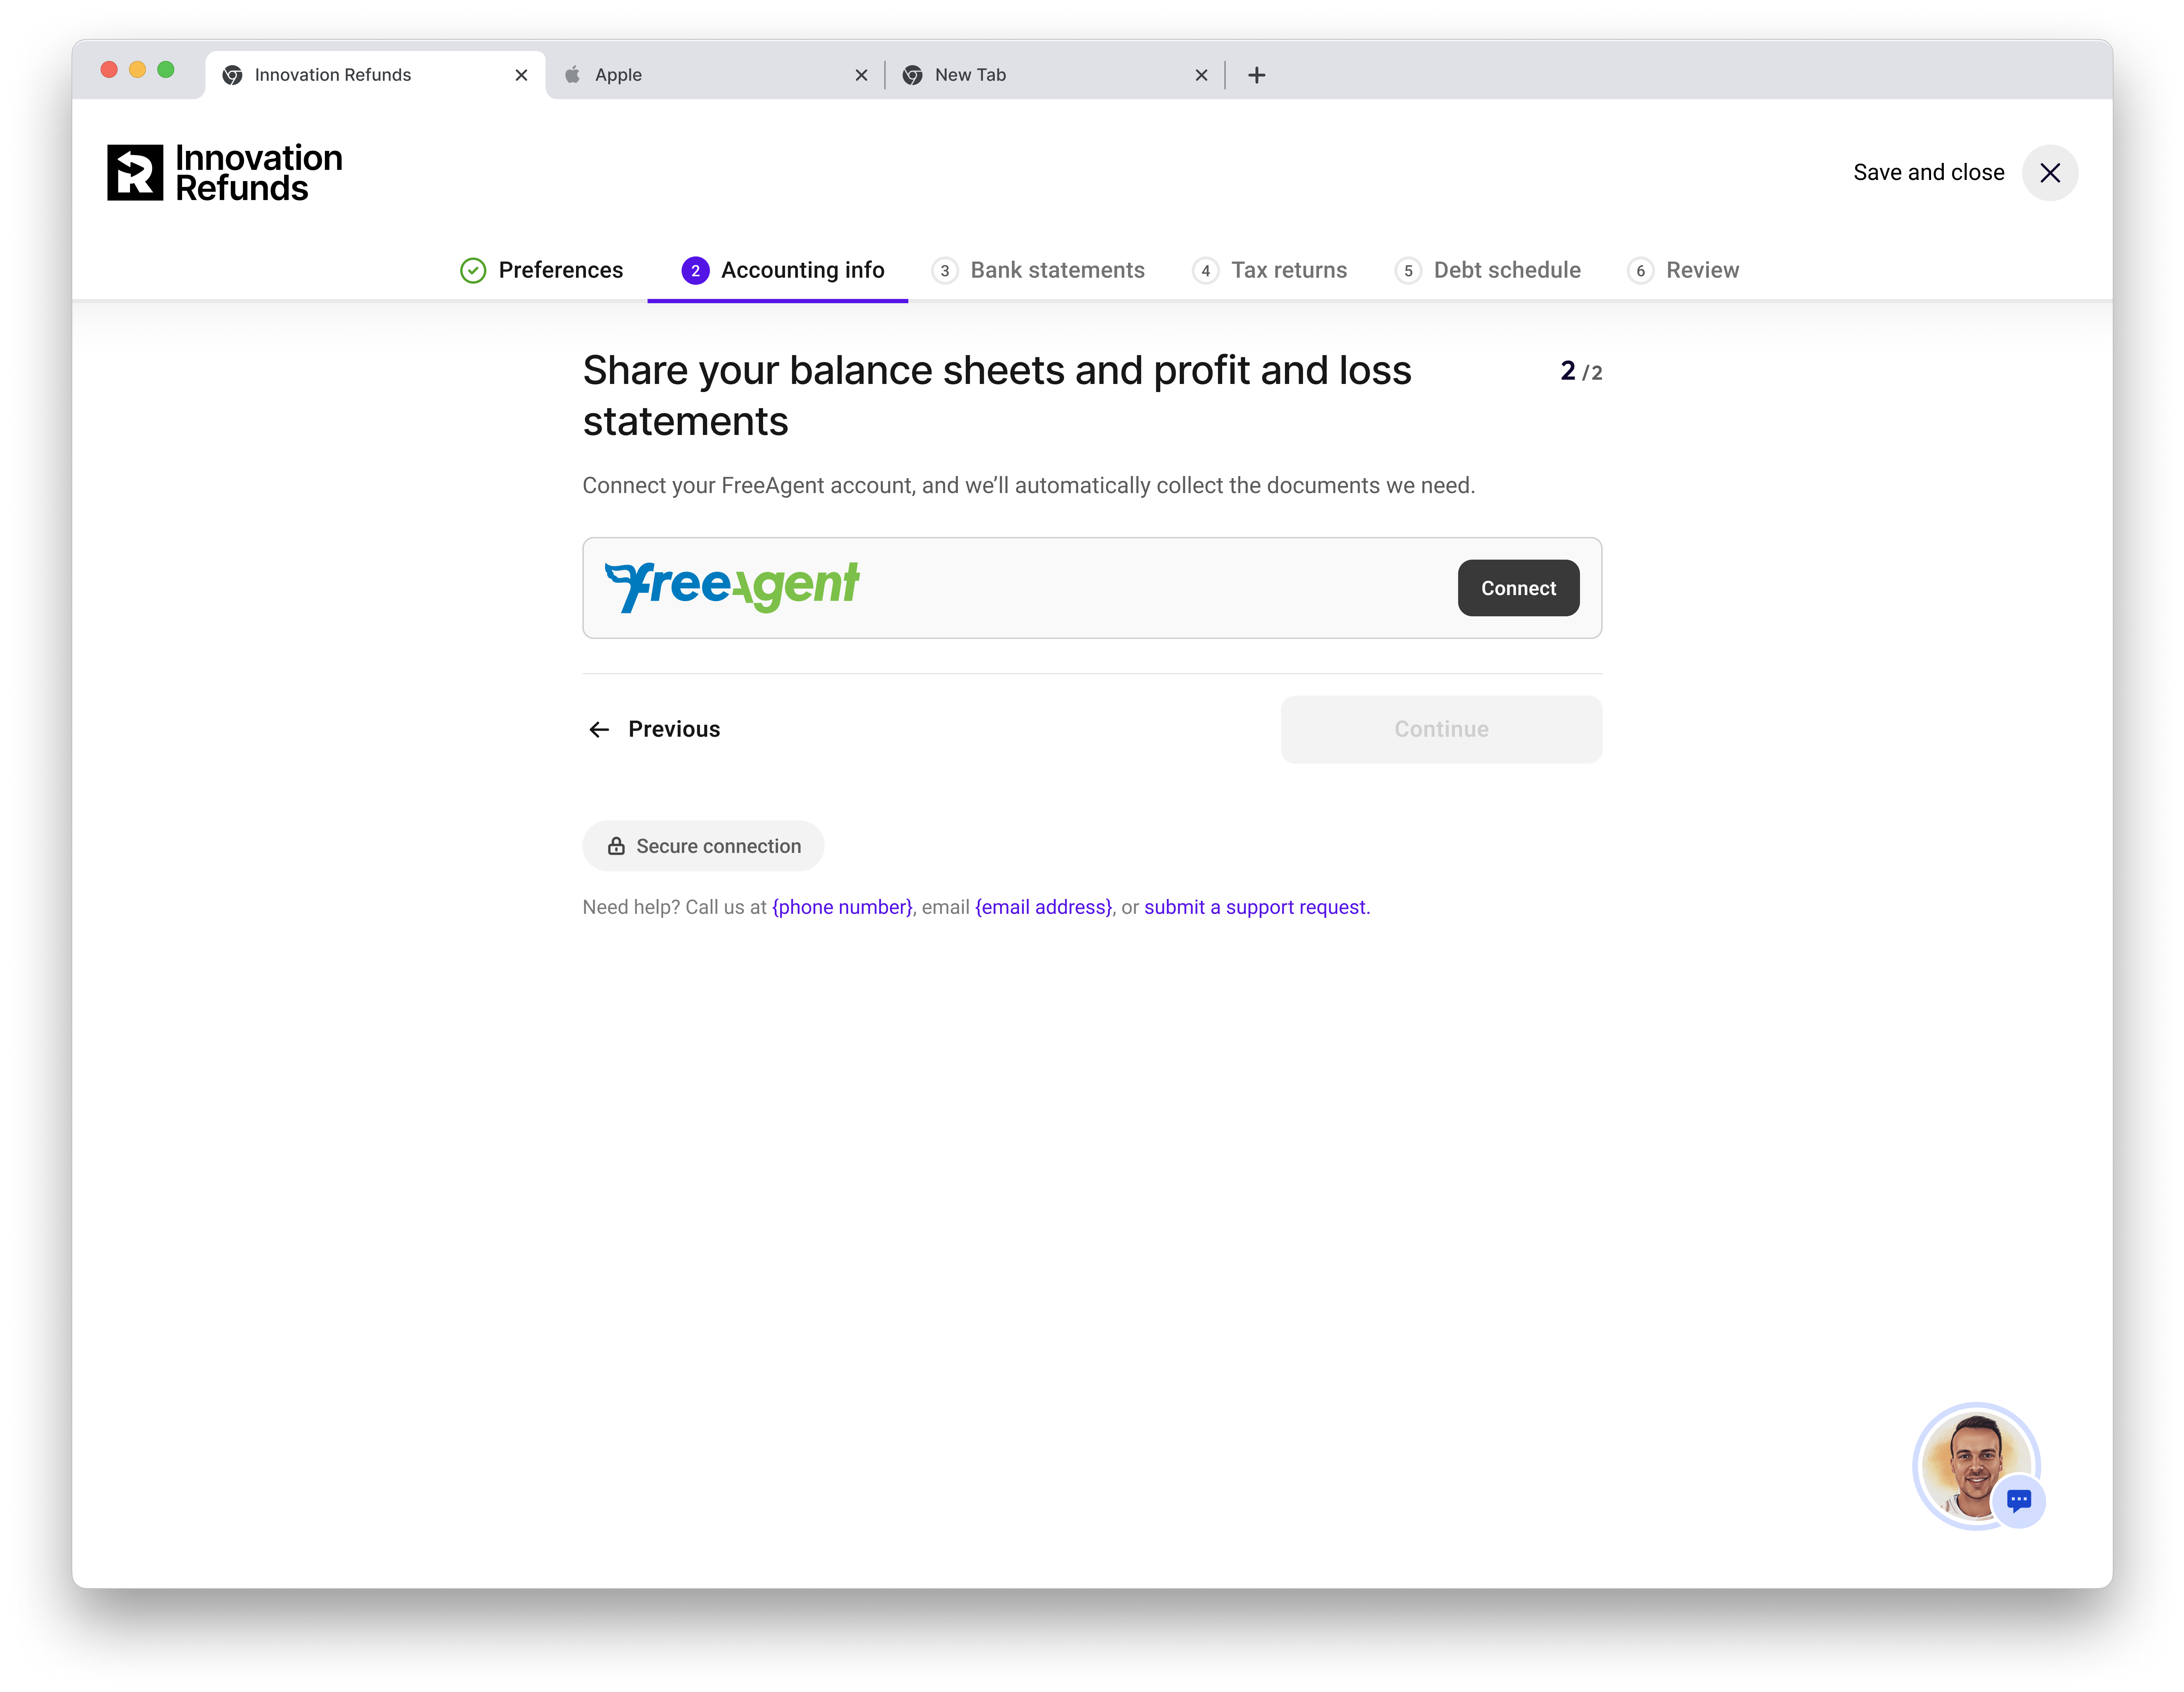 Innovation Refunds
Apple
New Tab
Innovation
Refunds
Save and close
Preferences
2 Accounting info
3 Bank statements
4 Tax returns
5 Debt schedule
6 Review
Share your balance sheets and profit and loss
statements
2 /2
Connect your FreeAgent account, and we’ll automatically collect the documents we need.
freeAgent
Connect
Previous
Continue
Secure connection
Need help? Call us at {phone number}, email {email address}, or submit a support request.